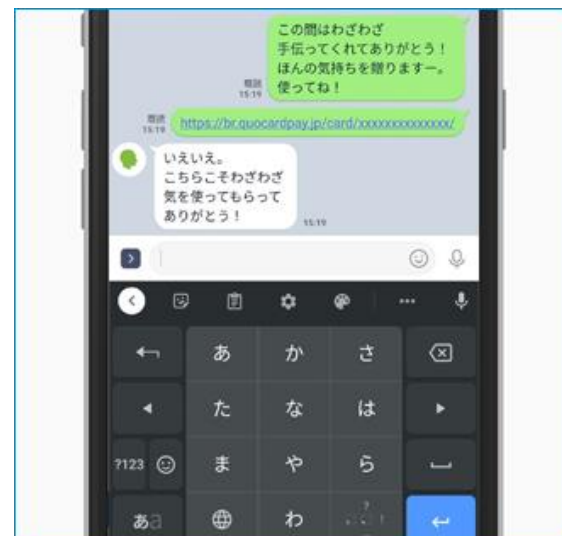 この間はわざわざ
手伝ってくれてありがとう！
ほんの気持ちを贈りますー。
使ってね！
既読
15:19
https://br.quocardpay.jp/card/xxxxxxxxxxxxx/
既読
15:19
いえいえ。
こちらこそわざわざ
気を使ってもらって
ありがとう！
15:19
あ
か
さ
た
な
は
?123
ま
や
ら
あa
わ